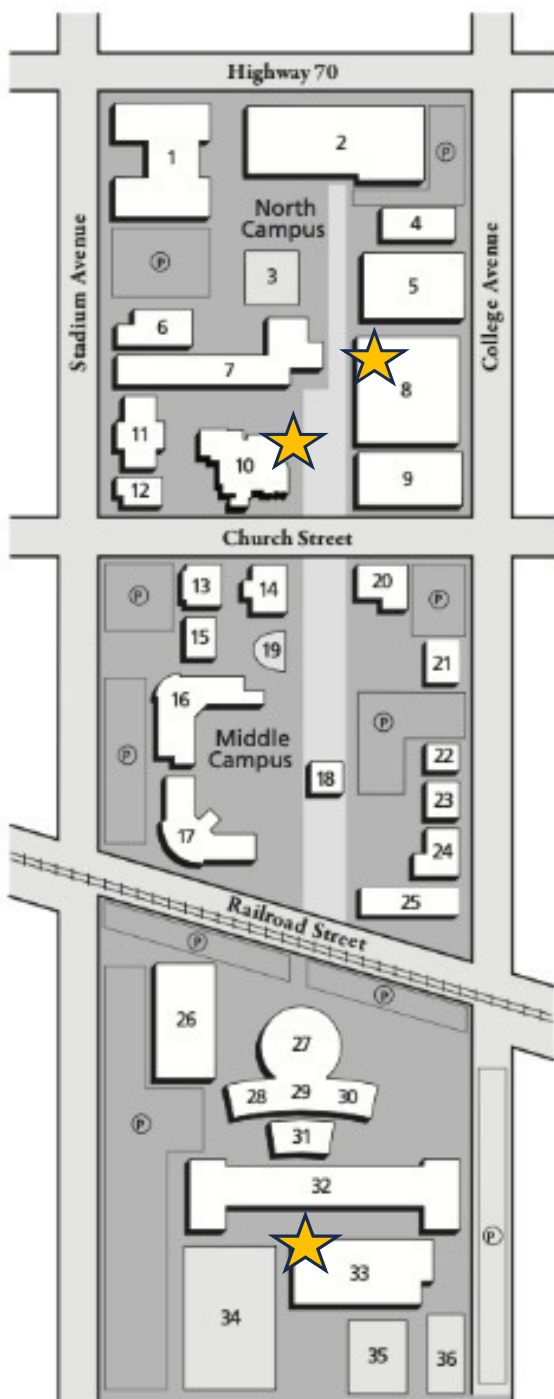 Highway 70
1
2
P
North
Campus
4
Stadium Avenue
College Avenue
P
3
5
6
7
8
11
10
12
9
Church Street
P
13
14
20
P
15
19
21
16
P
P
Middle
Campus
18
22
23
17
24
25
Railroad Street
P
P
26
27
28
29
30
31
P
32
P
33
34
35
36